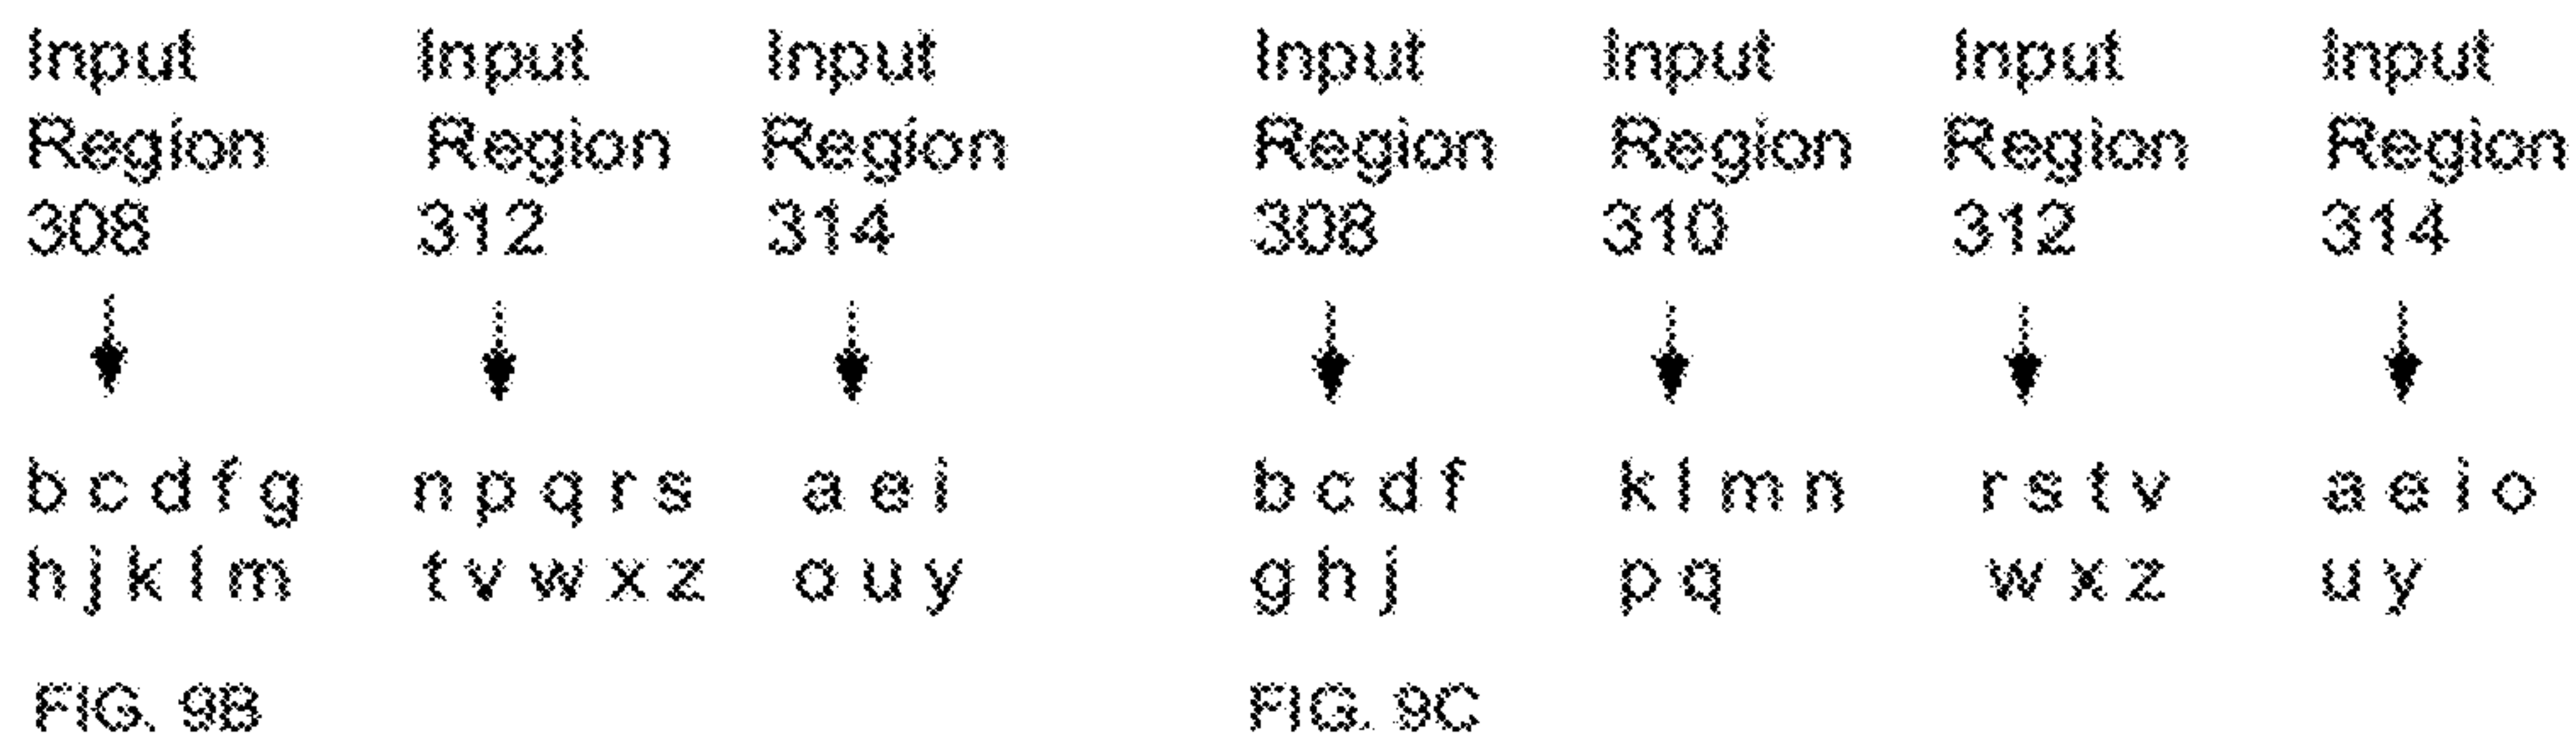 Input Input Input Input Input Input Input
Region Region Region Region Region Region Region
308 312 314 308 310 312 314
b c d f g n p q r s a e i b c d f k l m n r s t v a e i o
h j k l m t v w x z o u y g h j p q w x z u y
FIG. 9B FIG. 9C